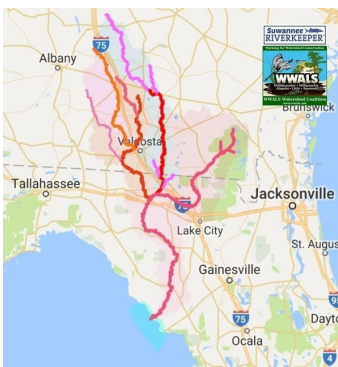 75
Albany
Suwannee
RIVERKEEPER®
Working for Watershed Conservation
WWALS
WWALS Watershed Coalition
Brunswick
Valdosta
Tallahassee
Jacksonville
Lake City
St. Augus
Gainesville
75
Ocala
95
Dayto
4